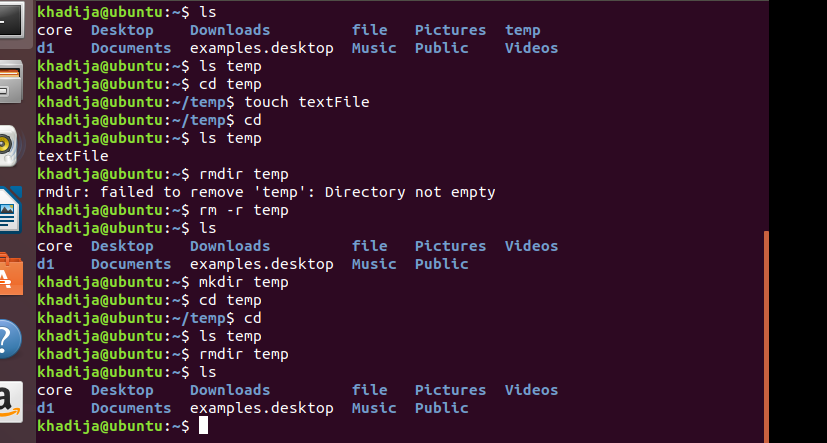 khadija@ubuntu:~$ ls
core  Desktop    Downloads         file   Pictures  temp
d1    Documents  examples.desktop  Music  Public    Videos
khadija@ubuntu:~$ ls temp
khadija@ubuntu:~$ cd temp
khadija@ubuntu:~/temp$ touch textFile
khadija@ubuntu:~/temp$ cd
khadija@ubuntu:~$ ls temp
textFile
khadija@ubuntu:~$ rmdir temp
rmdir: failed to remove 'temp': Directory not empty
khadija@ubuntu:~$ rm -r temp
khadija@ubuntu:~$ ls
core  Desktop    Downloads         file   Pictures  Videos
d1    Documents  examples.desktop  Music  Public
khadija@ubuntu:~$ mkdir temp
khadija@ubuntu:~$ cd temp
khadija@ubuntu:~/temp$ cd
khadija@ubuntu:~$ ls temp
khadija@ubuntu:~$ rmdir temp
khadija@ubuntu:~$ ls
core  Desktop    Downloads         file   Pictures  Videos
d1    Documents  examples.desktop  Music  Public
khadija@ubuntu:~$